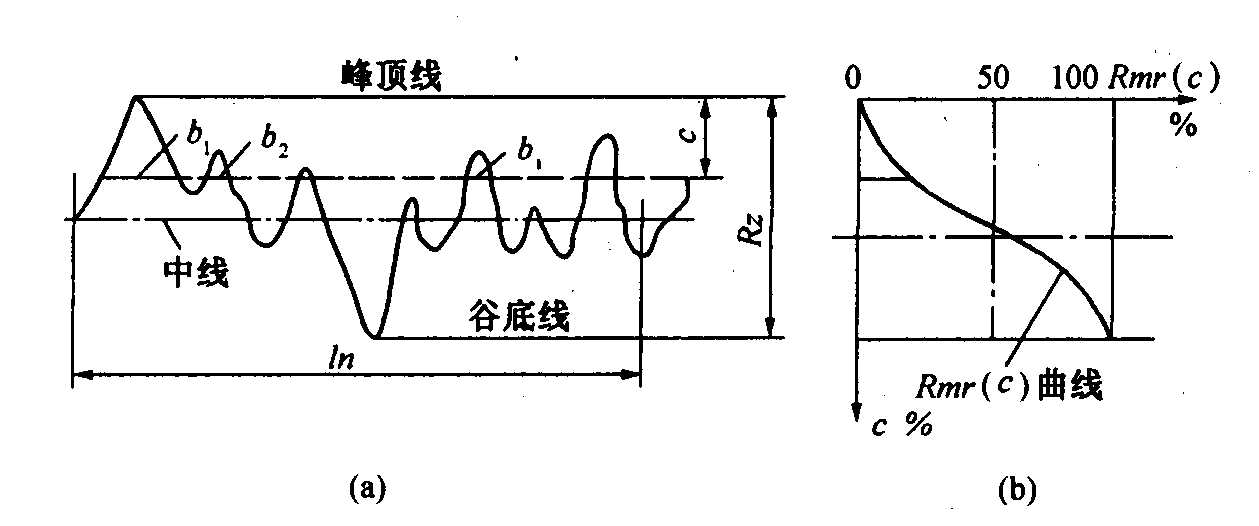 峰顶线
b₁
b₂
bᵢ
c
Rz
中线
谷底线
ln
(a)
0
50
100
Rmr(c)
%
Rmr(c)曲线
c %
(b)